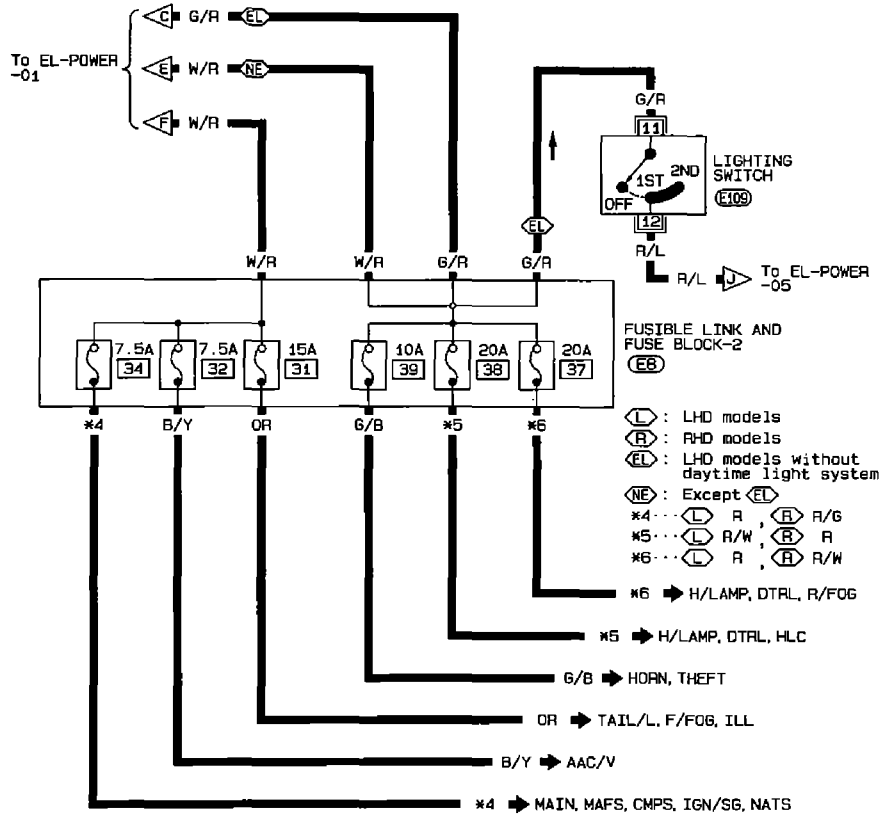 C G/R EL
To EL-POWER
-01
E W/R NE
F W/R
G/R
11
LIGHTING
SWITCH
E109
OFF 1ST 2ND
12
EL
R/L
R/L J To EL-POWER
-05
W/R W/R G/R G/R
FUSIBLE LINK AND
FUSE BLOCK-2
E8
7.5A 34 7.5A 32 15A 31 10A 39 20A 38 20A 37
*4 B/Y OR G/B *5 *6
L : LHD models
R : RHD models
EL : LHD models without
daytime light system
NE : Except EL
*4··· L R , R R/G
*5··· L R/W, R R
*6··· L R , R R/W
*6 H/LAMP, DTRL, R/FOG
*5 H/LAMP, DTRL, HLC
G/B HORN, THEFT
OR TAIL/L, F/FOG, ILL
B/Y AAC/V
*4 MAIN, MAFS, CMPS, IGN/SG, NATS